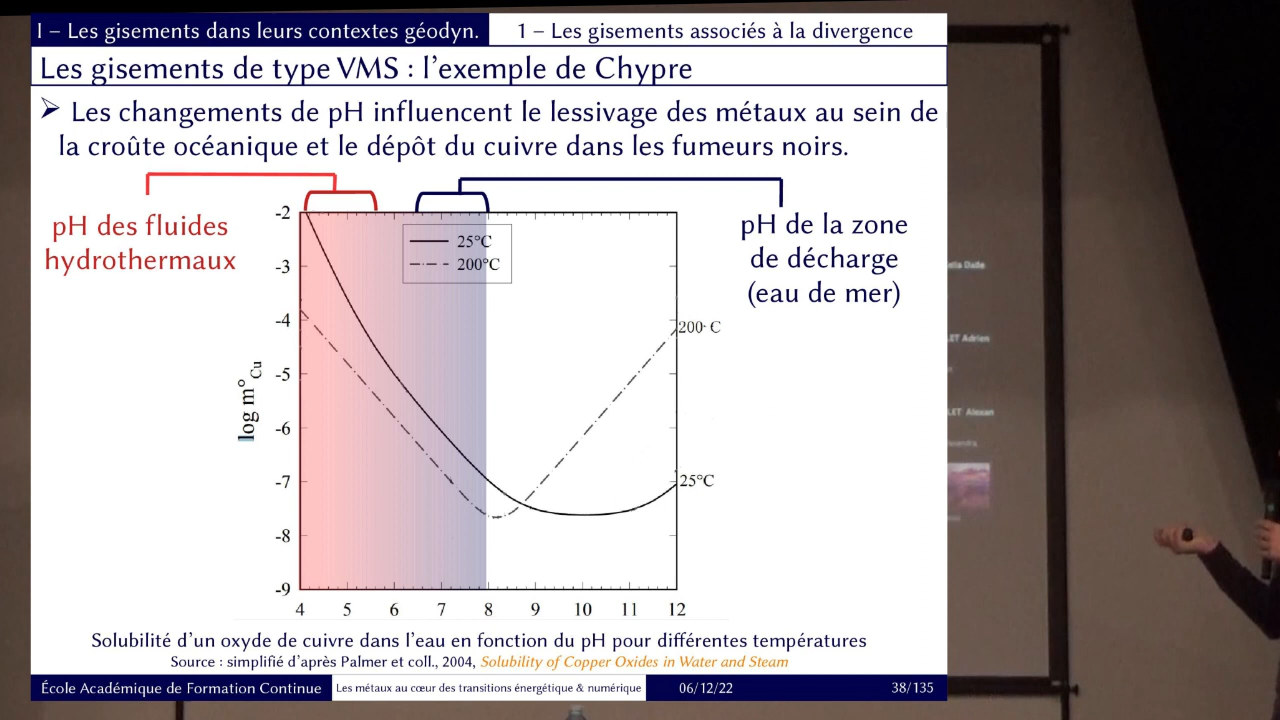 I – Les gisements dans leurs contextes géodyn.
1 – Les gisements associés à la divergence
Les gisements de type VMS : l’exemple de Chypre
➢ Les changements de pH influencent le lessivage des métaux au sein de
la croûte océanique et le dépôt du cuivre dans les fumeurs noirs.
pH des fluides
hydrothermaux
pH de la zone
de décharge
(eau de mer)
25°C
200°C
-2
-3
-4
-5
-6
-7
-8
-9
log m°Cu
200· C
25°C
4 5 6 7 8 9 10 11 12
Solubilité d’un oxyde de cuivre dans l’eau en fonction du pH pour différentes températures
Source : simplifié d’après Palmer et coll., 2004, Solubility of Copper Oxides in Water and Steam
École Académique de Formation Continue
Les métaux au cœur des transitions énergétique & numérique
06/12/22
38/135
ET Adrien